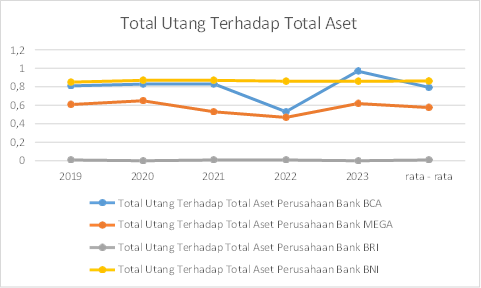 Total Utang Terhadap Total Aset
1,2
1
0,8
0,6
0,4
0,2
0
2019 2020 2021 2022 2023 rata - rata
Total Utang Terhadap Total Aset Perusahaan Bank BCA
Total Utang Terhadap Total Aset Perusahaan Bank MEGA
Total Utang Terhadap Total Aset Perusahaan Bank BRI
Total Utang Terhadap Total Aset Perusahaan Bank BNI